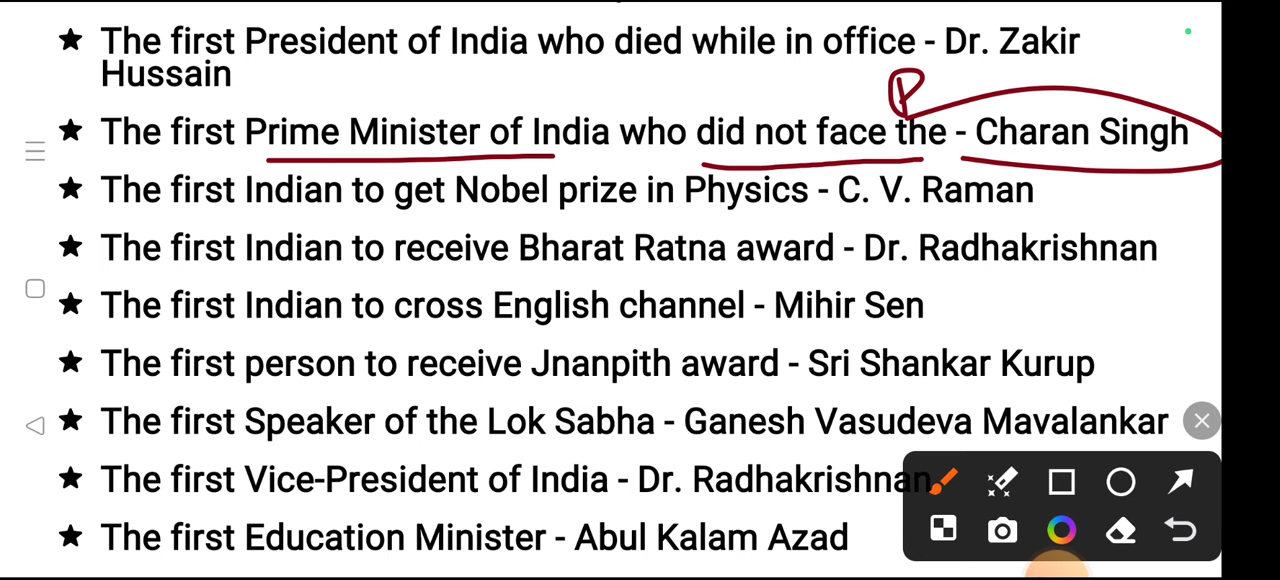 ★ The first President of India who died while in office - Dr. Zakir
Hussain
P
★ The first Prime Minister of India who did not face the - Charan Singh
★ The first Indian to get Nobel prize in Physics - C. V. Raman
★ The first Indian to receive Bharat Ratna award - Dr. Radhakrishnan
★ The first Indian to cross English channel - Mihir Sen
★ The first person to receive Jnanpith award - Sri Shankar Kurup
★ The first Speaker of the Lok Sabha - Ganesh Vasudeva Mavalankar
★ The first Vice-President of India - Dr. Radhakrishnan
★ The first Education Minister - Abul Kalam Azad